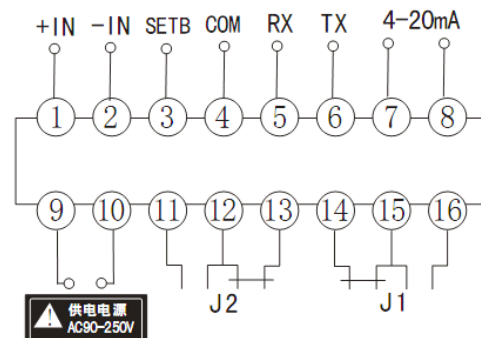 +IN -IN SETB COM RX TX 4-20mA
1 2 3 4 5 6 7 8
9 10 11 12 13 14 15 16
J2 J1
供电电源
AC90-250V